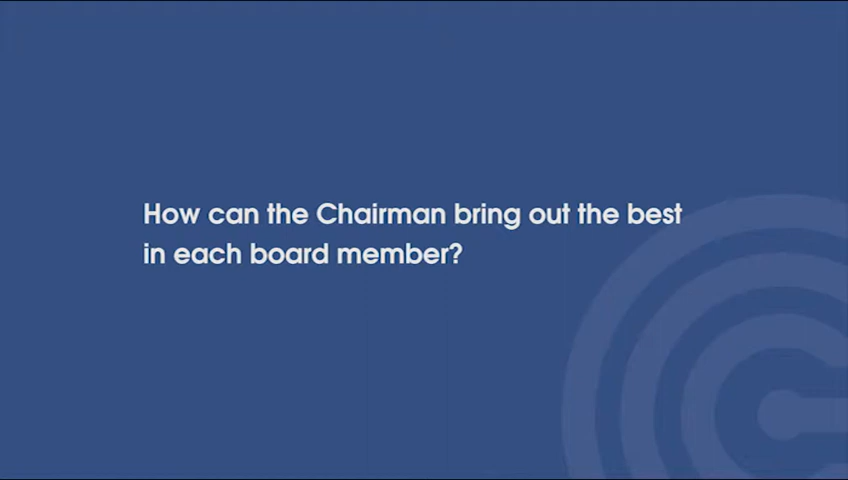 How can the Chairman bring out the best
in each board member?